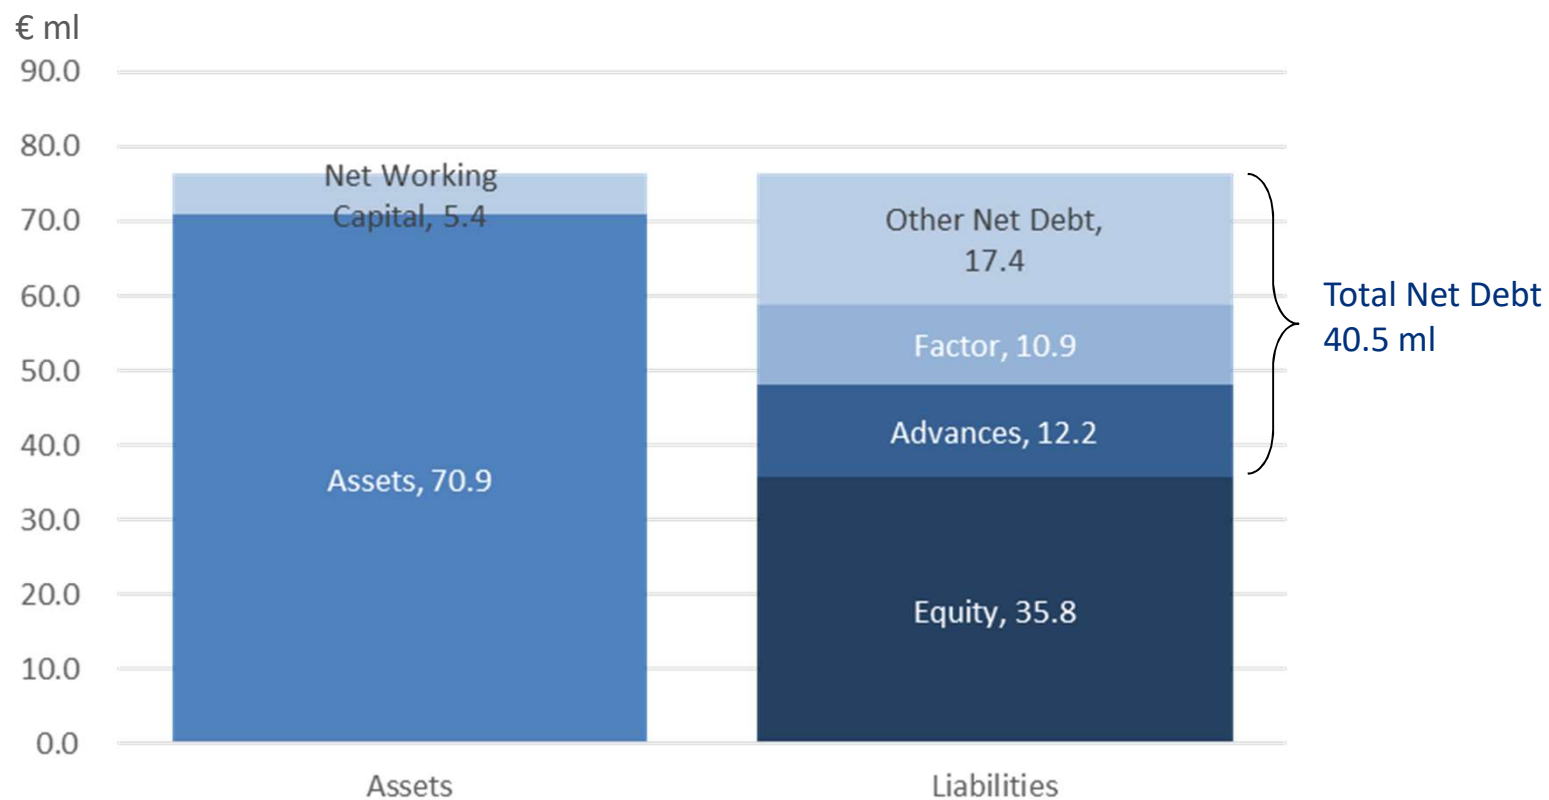 € ml
90.0
80.0
70.0
60.0
50.0
40.0
30.0
20.0
10.0
0.0
Net Working
Capital, 5.4
Assets, 70.9
Other Net Debt,
17.4
Factor, 10.9
Advances, 12.2
Equity, 35.8
Total Net Debt
40.5 ml
Assets
Liabilities